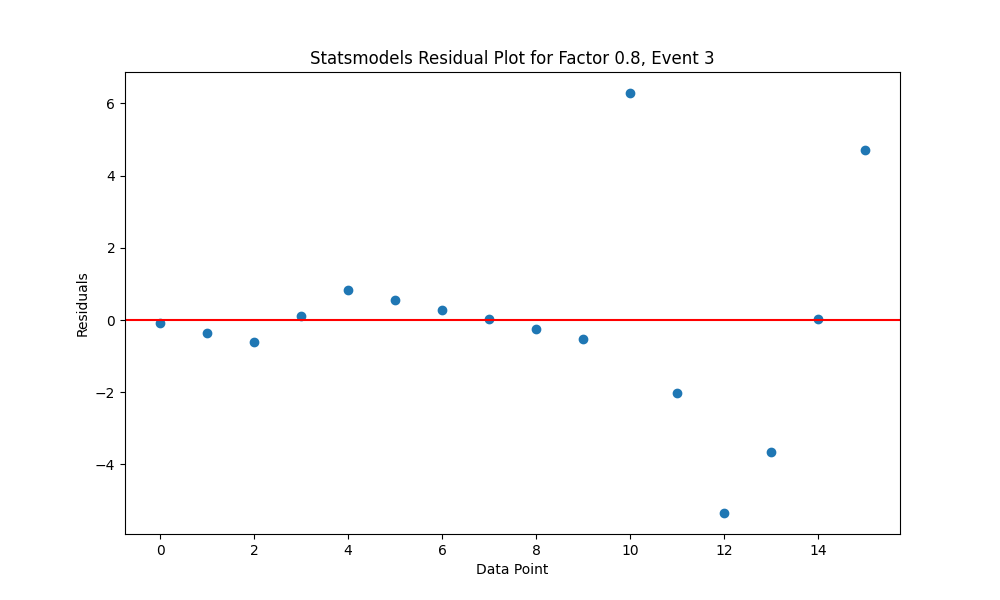 Statsmodels Residual Plot for Factor 0.8, Event 3
6
4
2
0
−2
−4
Residuals
0 2 4 6 8 10 12 14
Data Point